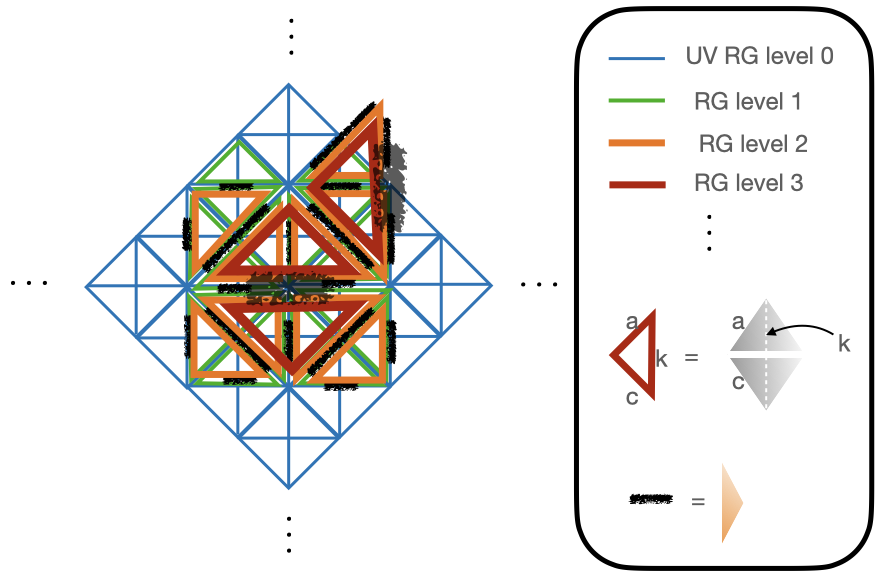 UV RG level 0
RG level 1
RG level 2
RG level 3
a
k
c
=
a
c
k
=